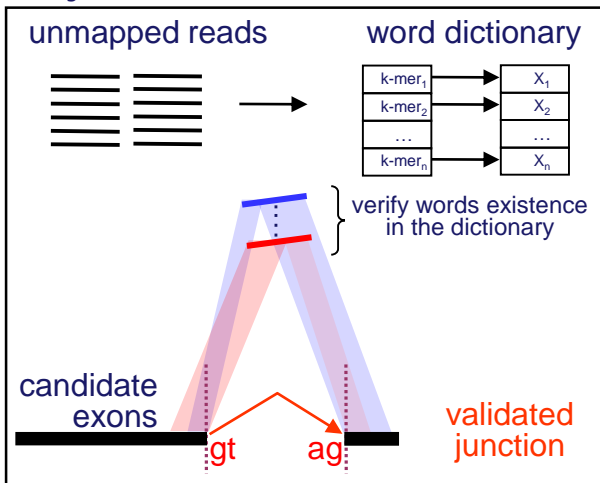 unmapped reads
word dictionary
k-mer₁ X₁
k-mer₂ X₂
... ...
k-merₙ Xₙ
verify words existence
in the dictionary
candidate
exons
gt
ag
validated
junction